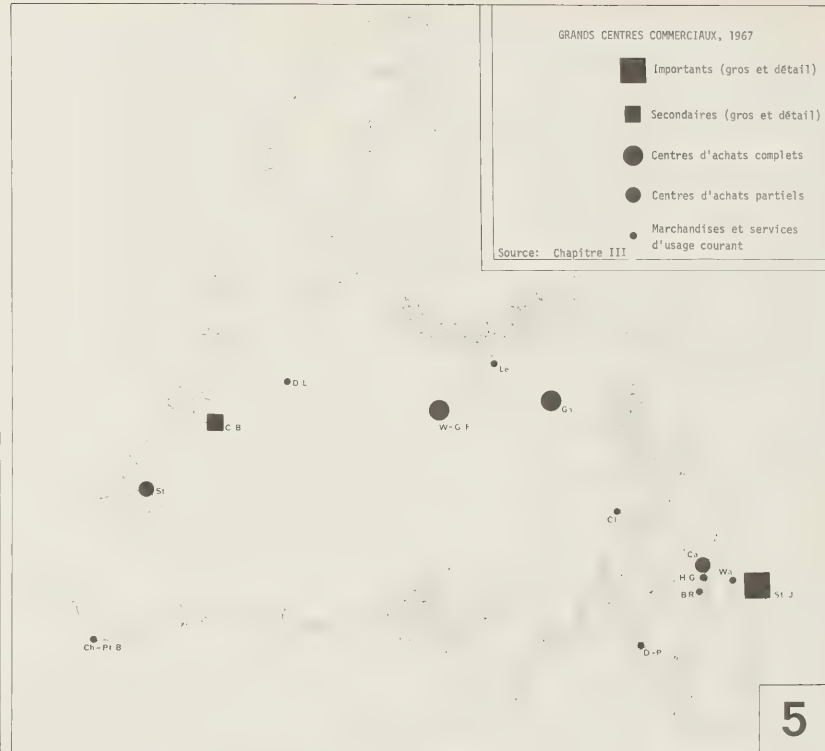 GRANDS CENTRES COMMERCIAUX, 1967
Importants (gros et détail)
Secondaires (gros et détail)
Centres d'achats complets
Centres d'achats partiels
Marchandises et services
d'usage courant
Source: Chapitre III
Le
D L
Ga
C B
W-G F
St
Cl
Ca
H G
Wa
B R
St J
Ch-Pt B
D-P
5